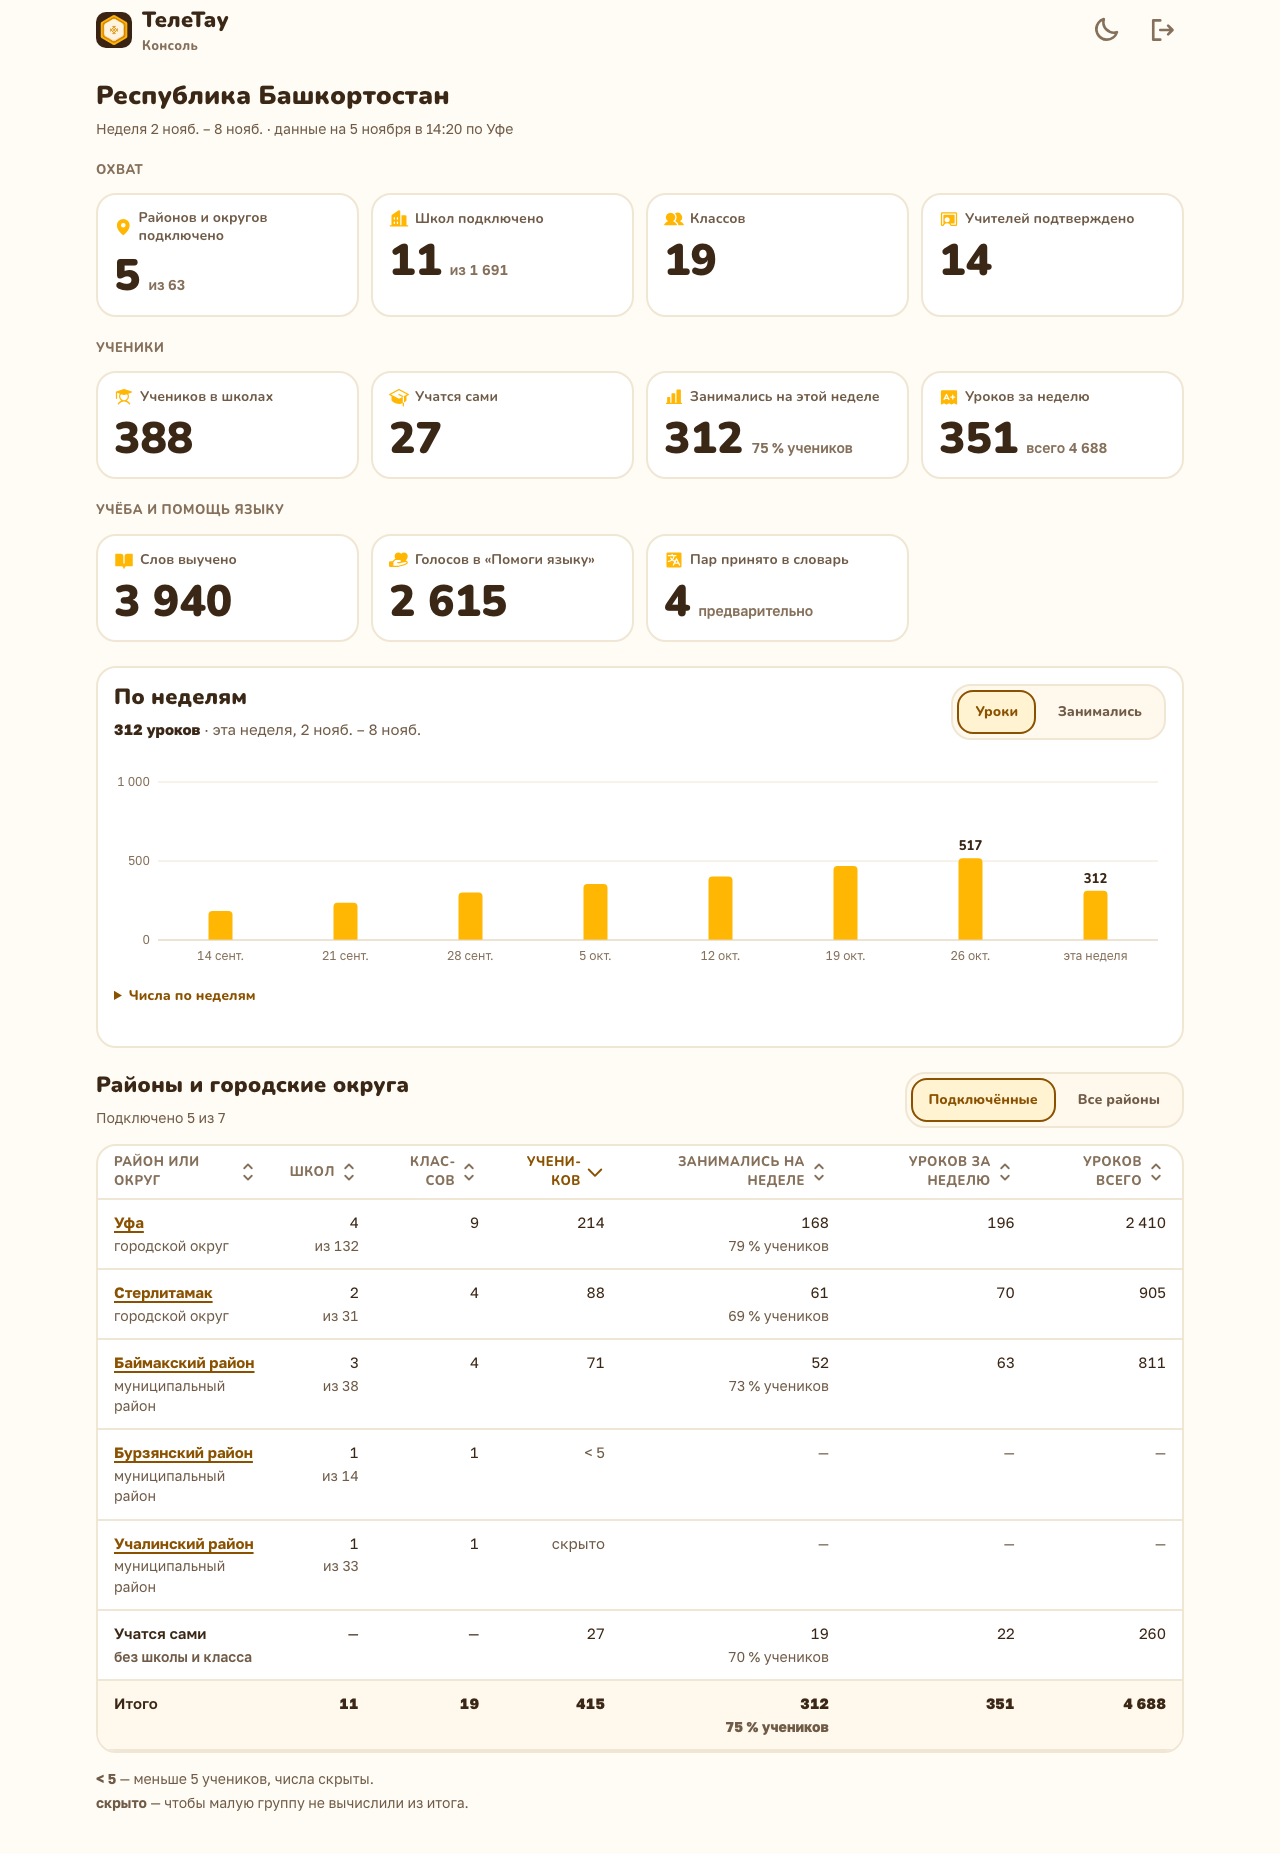 ТелеТау
Консоль
Республика Башкортостан
Неделя 2 нояб. – 8 нояб. · данные на 5 ноября в 14:20 по Уфе
ОХВАТ
Районов и округов
подключено
5 из 63
Школ подключено
11 из 1 691
Классов
19
Учителей подтверждено
14
УЧЕНИКИ
Учеников в школах
388
Учатся сами
27
Занимались на этой неделе
312 75 % учеников
Уроков за неделю
351 всего 4 688
УЧЁБА И ПОМОЩЬ ЯЗЫКУ
Слов выучено
3 940
Голосов в «Помоги языку»
2 615
Пар принято в словарь
4 предварительно
По неделям
312 уроков · эта неделя, 2 нояб. – 8 нояб.
Уроки Занимались
1 000
500
0
517
312
14 сент. 21 сент. 28 сент. 5 окт. 12 окт. 19 окт. 26 окт. эта неделя
Числа по неделям
Районы и городские округа
Подключено 5 из 7
Подключённые Все районы
РАЙОН ИЛИ
ОКРУГ
ШКОЛ
КЛАС-
СОВ
УЧЕНИ-
КОВ
ЗАНИМАЛИСЬ НА
НЕДЕЛЕ
УРОКОВ ЗА
НЕДЕЛЮ
УРОКОВ
ВСЕГО
Уфа 4 9 214 168 196 2 410
городской округ из 132 79 % учеников
Стерлитамак 2 4 88 61 70 905
городской округ из 31 69 % учеников
Баймакский район 3 4 71 52 63 811
муниципальный из 38 73 % учеников
район
Бурзянский район 1 1 < 5 — — —
муниципальный из 14
район
Учалинский район 1 1 скрыто — — —
муниципальный из 33
район
Учатся сами — — 27 19 22 260
без школы и класса 70 % учеников
Итого 11 19 415 312 351 4 688
75 % учеников
< 5 — меньше 5 учеников, числа скрыты.
скрыто — чтобы малую группу не вычислили из итога.